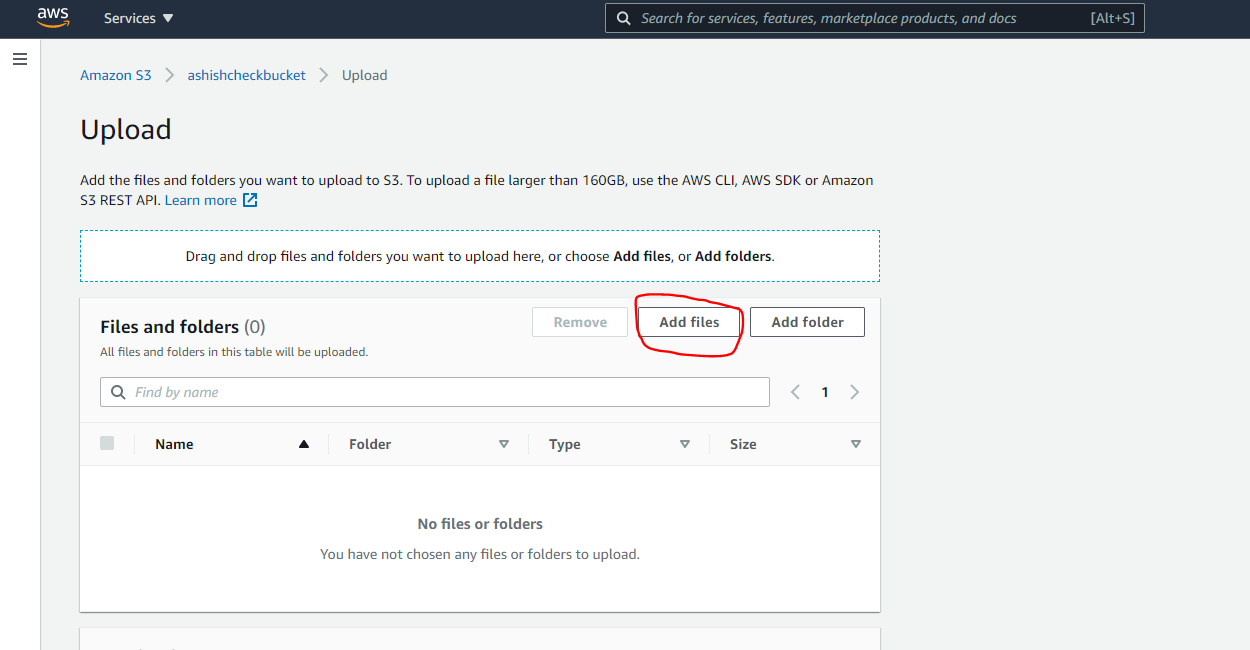 aws Services Search for services, features, marketplace products, and docs [Alt+S]
Amazon S3 ashishcheckbucket Upload
Upload
Add the files and folders you want to upload to S3. To upload a file larger than 160GB, use the AWS CLI, AWS SDK or Amazon
S3 REST API. Learn more
Drag and drop files and folders you want to upload here, or choose Add files, or Add folders.
Files and folders (0) Remove Add files Add folder
All files and folders in this table will be uploaded.
Find by name 1
Name Folder Type Size
No files or folders
You have not chosen any files or folders to upload.